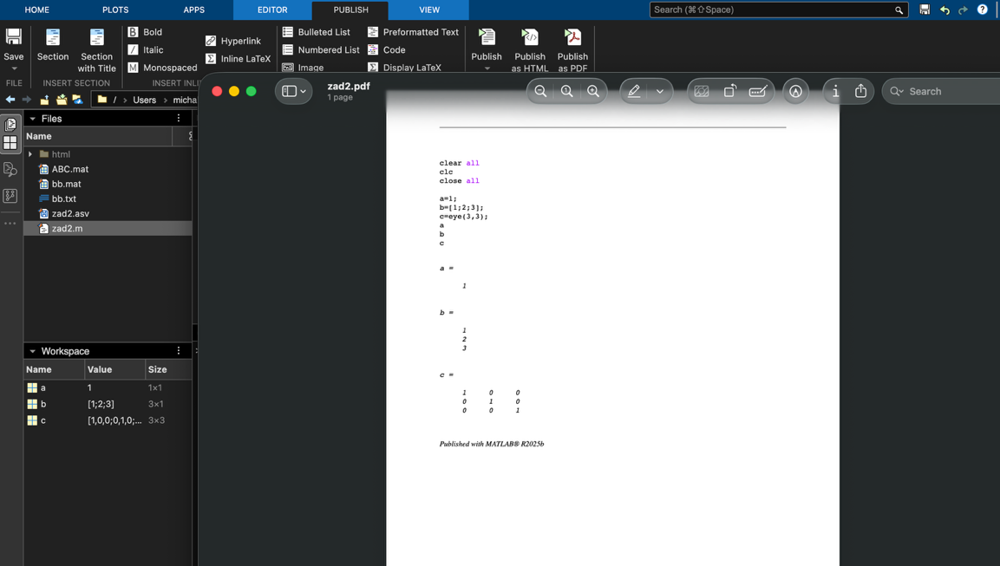 HOME PLOTS APPS EDITOR PUBLISH VIEW Search (⌘⇧Space)
Save
Section
Section with Title
B Bold
I Italic
M Monospaced
Hyperlink
Σ Inline LaTeX
Bulleted List
Numbered List
Image
Preformatted Text
Code
Σ Display LaTeX
Publish
Publish as HTML
Publish as PDF
FILE INSERT SECTION INSERT INLI
/ › Users › micha
Files
Name
html
ABC.mat
bb.mat
bb.txt
zad2.asv
zad2.m
Workspace
Name Value Size
a 1 1×1
b [1;2;3] 3×1
c [1,0,0;0,1,0;... 3×3
zad2.pdf
1 page
Search
clear all
clc
close all
a=1;
b=[1;2;3];
c=eye(3,3);
a
b
c
a =
1
b =
1
2
3
c =
1 0 0
0 1 0
0 0 1
Published with MATLAB® R2025b